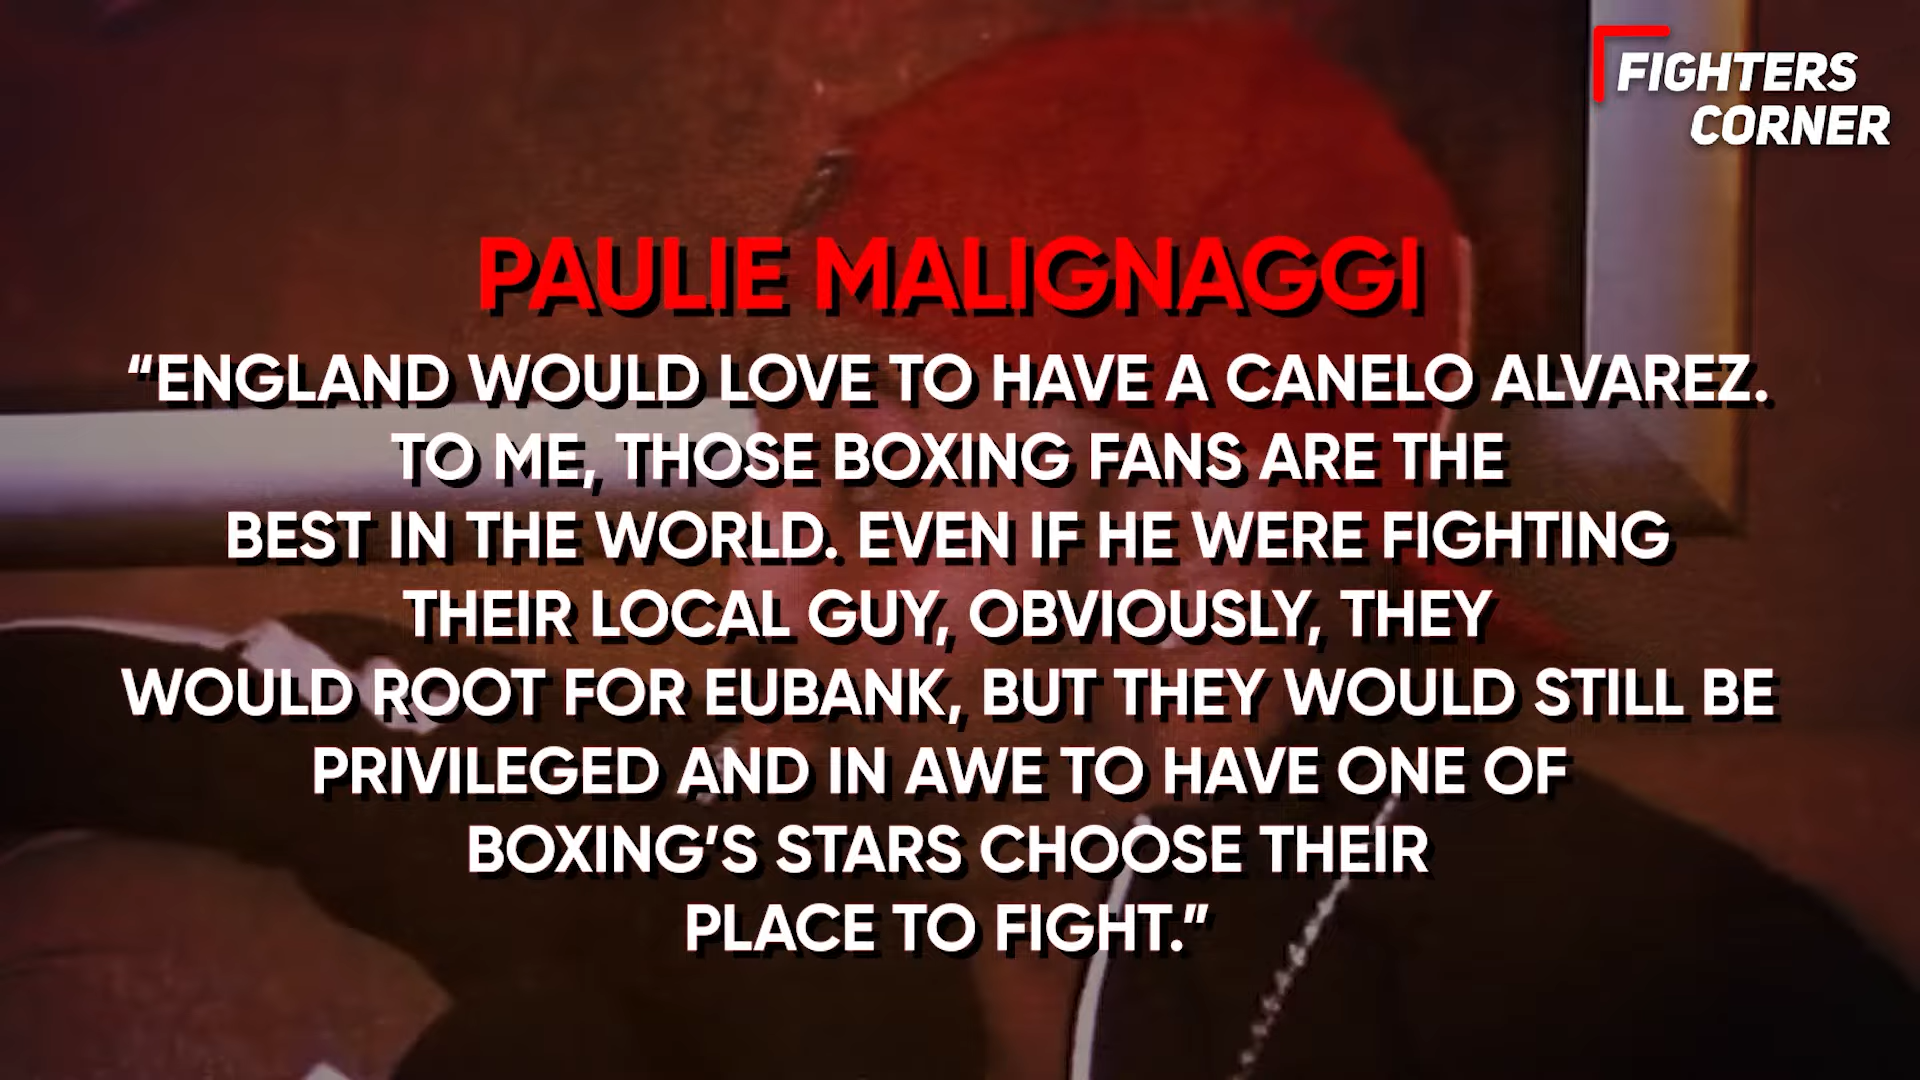 FIGHTERS
CORNER
PAULIE MALIGNAGGI
“ENGLAND WOULD LOVE TO HAVE A CANELO ALVAREZ.
TO ME, THOSE BOXING FANS ARE THE
BEST IN THE WORLD. EVEN IF HE WERE FIGHTING
THEIR LOCAL GUY, OBVIOUSLY, THEY
WOULD ROOT FOR EUBANK, BUT THEY WOULD STILL BE
PRIVILEGED AND IN AWE TO HAVE ONE OF
BOXING’S STARS CHOOSE THEIR
PLACE TO FIGHT.”